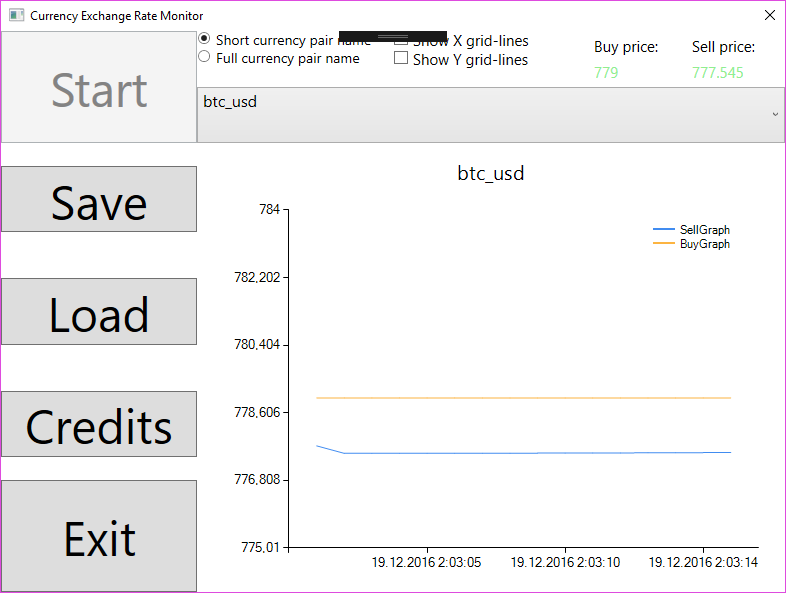 Currency Exchange Rate Monitor
Start
Short currency pair name
Full currency pair name
Show X grid-lines
Show Y grid-lines
Buy price:
779
Sell price:
777.545
btc_usd
Save
Load
Credits
Exit
btc_usd
SellGraph
BuyGraph
784
782,202
780,404
778,606
776,808
775,01
19.12.2016 2:03:05
19.12.2016 2:03:10
19.12.2016 2:03:14